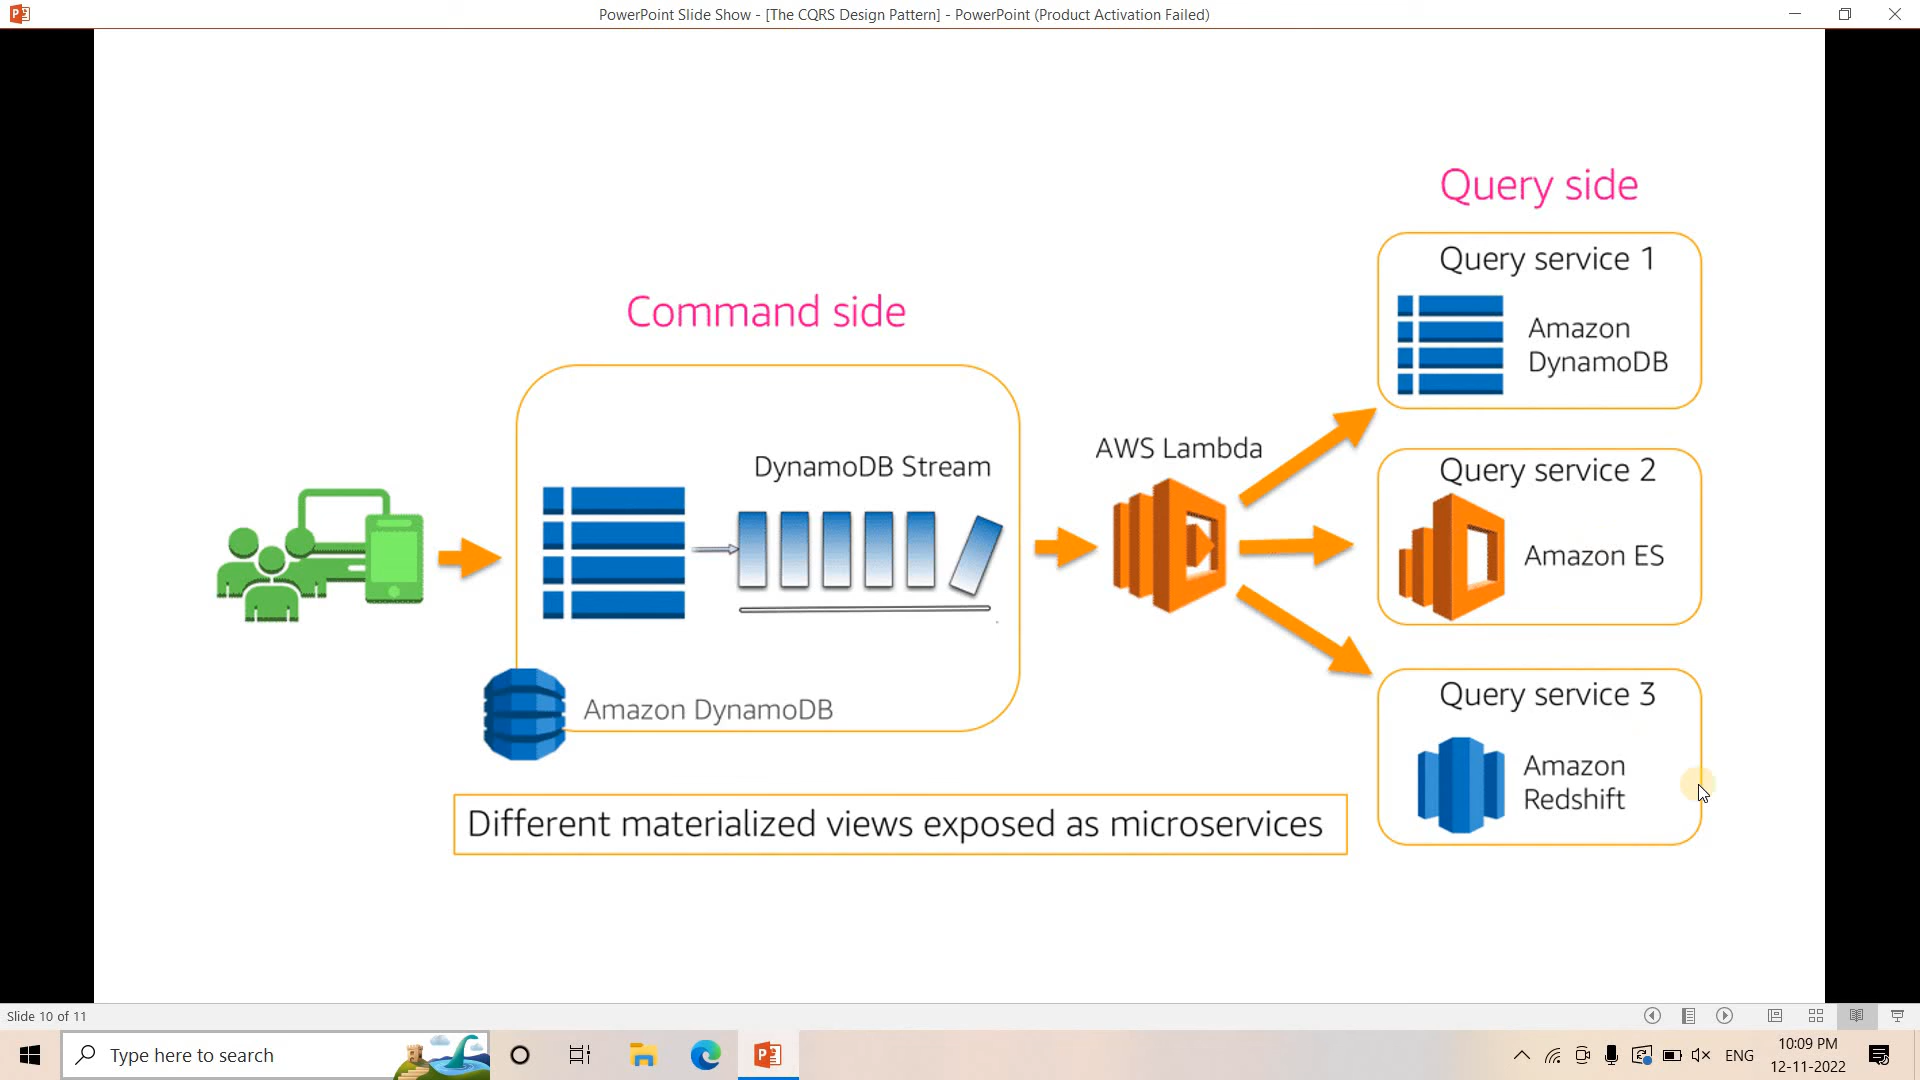 PowerPoint Slide Show - [The CQRS Design Pattern] - PowerPoint (Product Activation Failed)
Query side
Query service 1
Amazon
DynamoDB
Command side
DynamoDB Stream
AWS Lambda
Query service 2
Amazon ES
Amazon DynamoDB
Query service 3
Amazon
Redshift
Different materialized views exposed as microservices
Slide 10 of 11
Type here to search
ENG
10:09 PM
12-11-2022